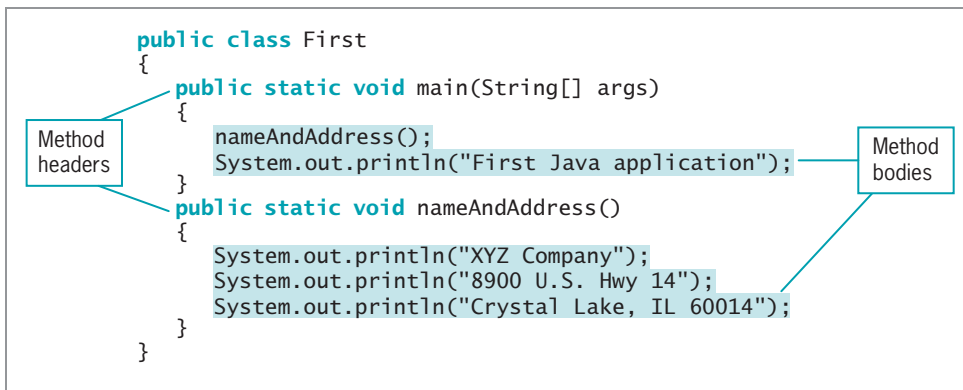 public class First
{
public static void main(String[] args)
{
nameAndAddress();
System.out.println("First Java application");
}
public static void nameAndAddress()
{
System.out.println("XYZ Company");
System.out.println("8900 U.S. Hwy 14");
System.out.println("Crystal Lake, IL 60014");
}
}
Method
headers
Method
bodies